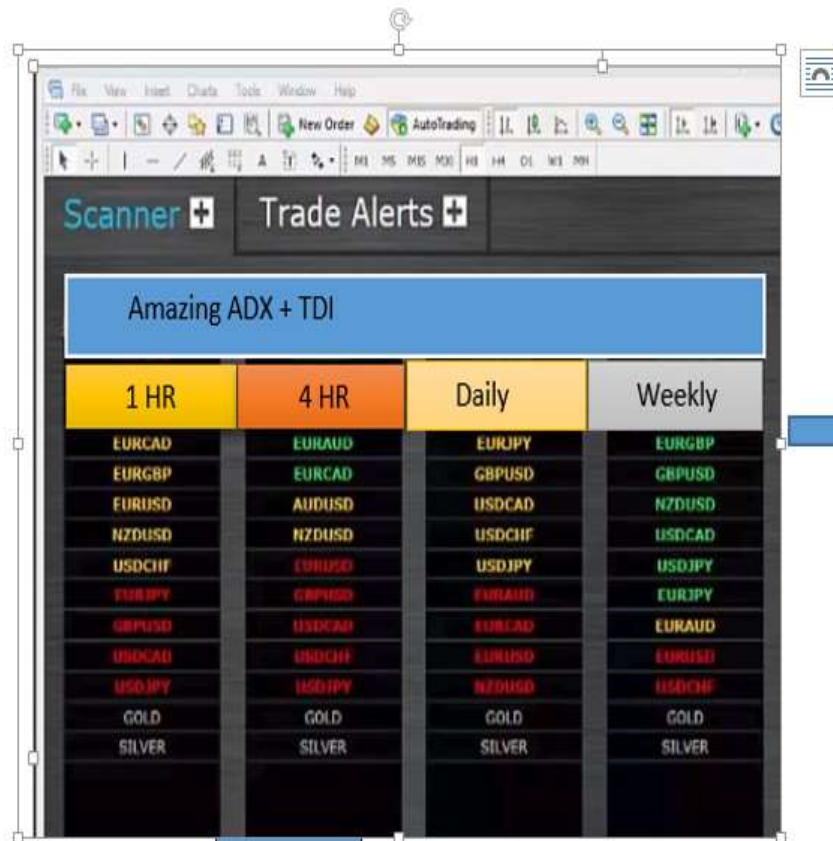 File View Insert Charts Tools Window Help
New Order AutoTrading
A T M1 M5 M15 M30 H1 H4 D1 W1 MN
Scanner + Trade Alerts +
Amazing ADX + TDI
1 HR 4 HR Daily Weekly
EURCAD EURAUD EURJPY EURGBP
EURGBP EURCAD GBPUSD GBPUSD
EURUSD AUDUSD USDCAD NZDUSD
NZDUSD NZDUSD USDCHF USDCAD
USDCHF EURUSD USDJPY USDJPY
EURJPY GBPUSD EURAUD EURJPY
GBPUSD USDCAD EURCAD EURAUD
USDCAD USDCHF EURUSD EURUSD
USDJPY USDJPY NZDUSD USDCHF
GOLD GOLD GOLD GOLD
SILVER SILVER SILVER SILVER